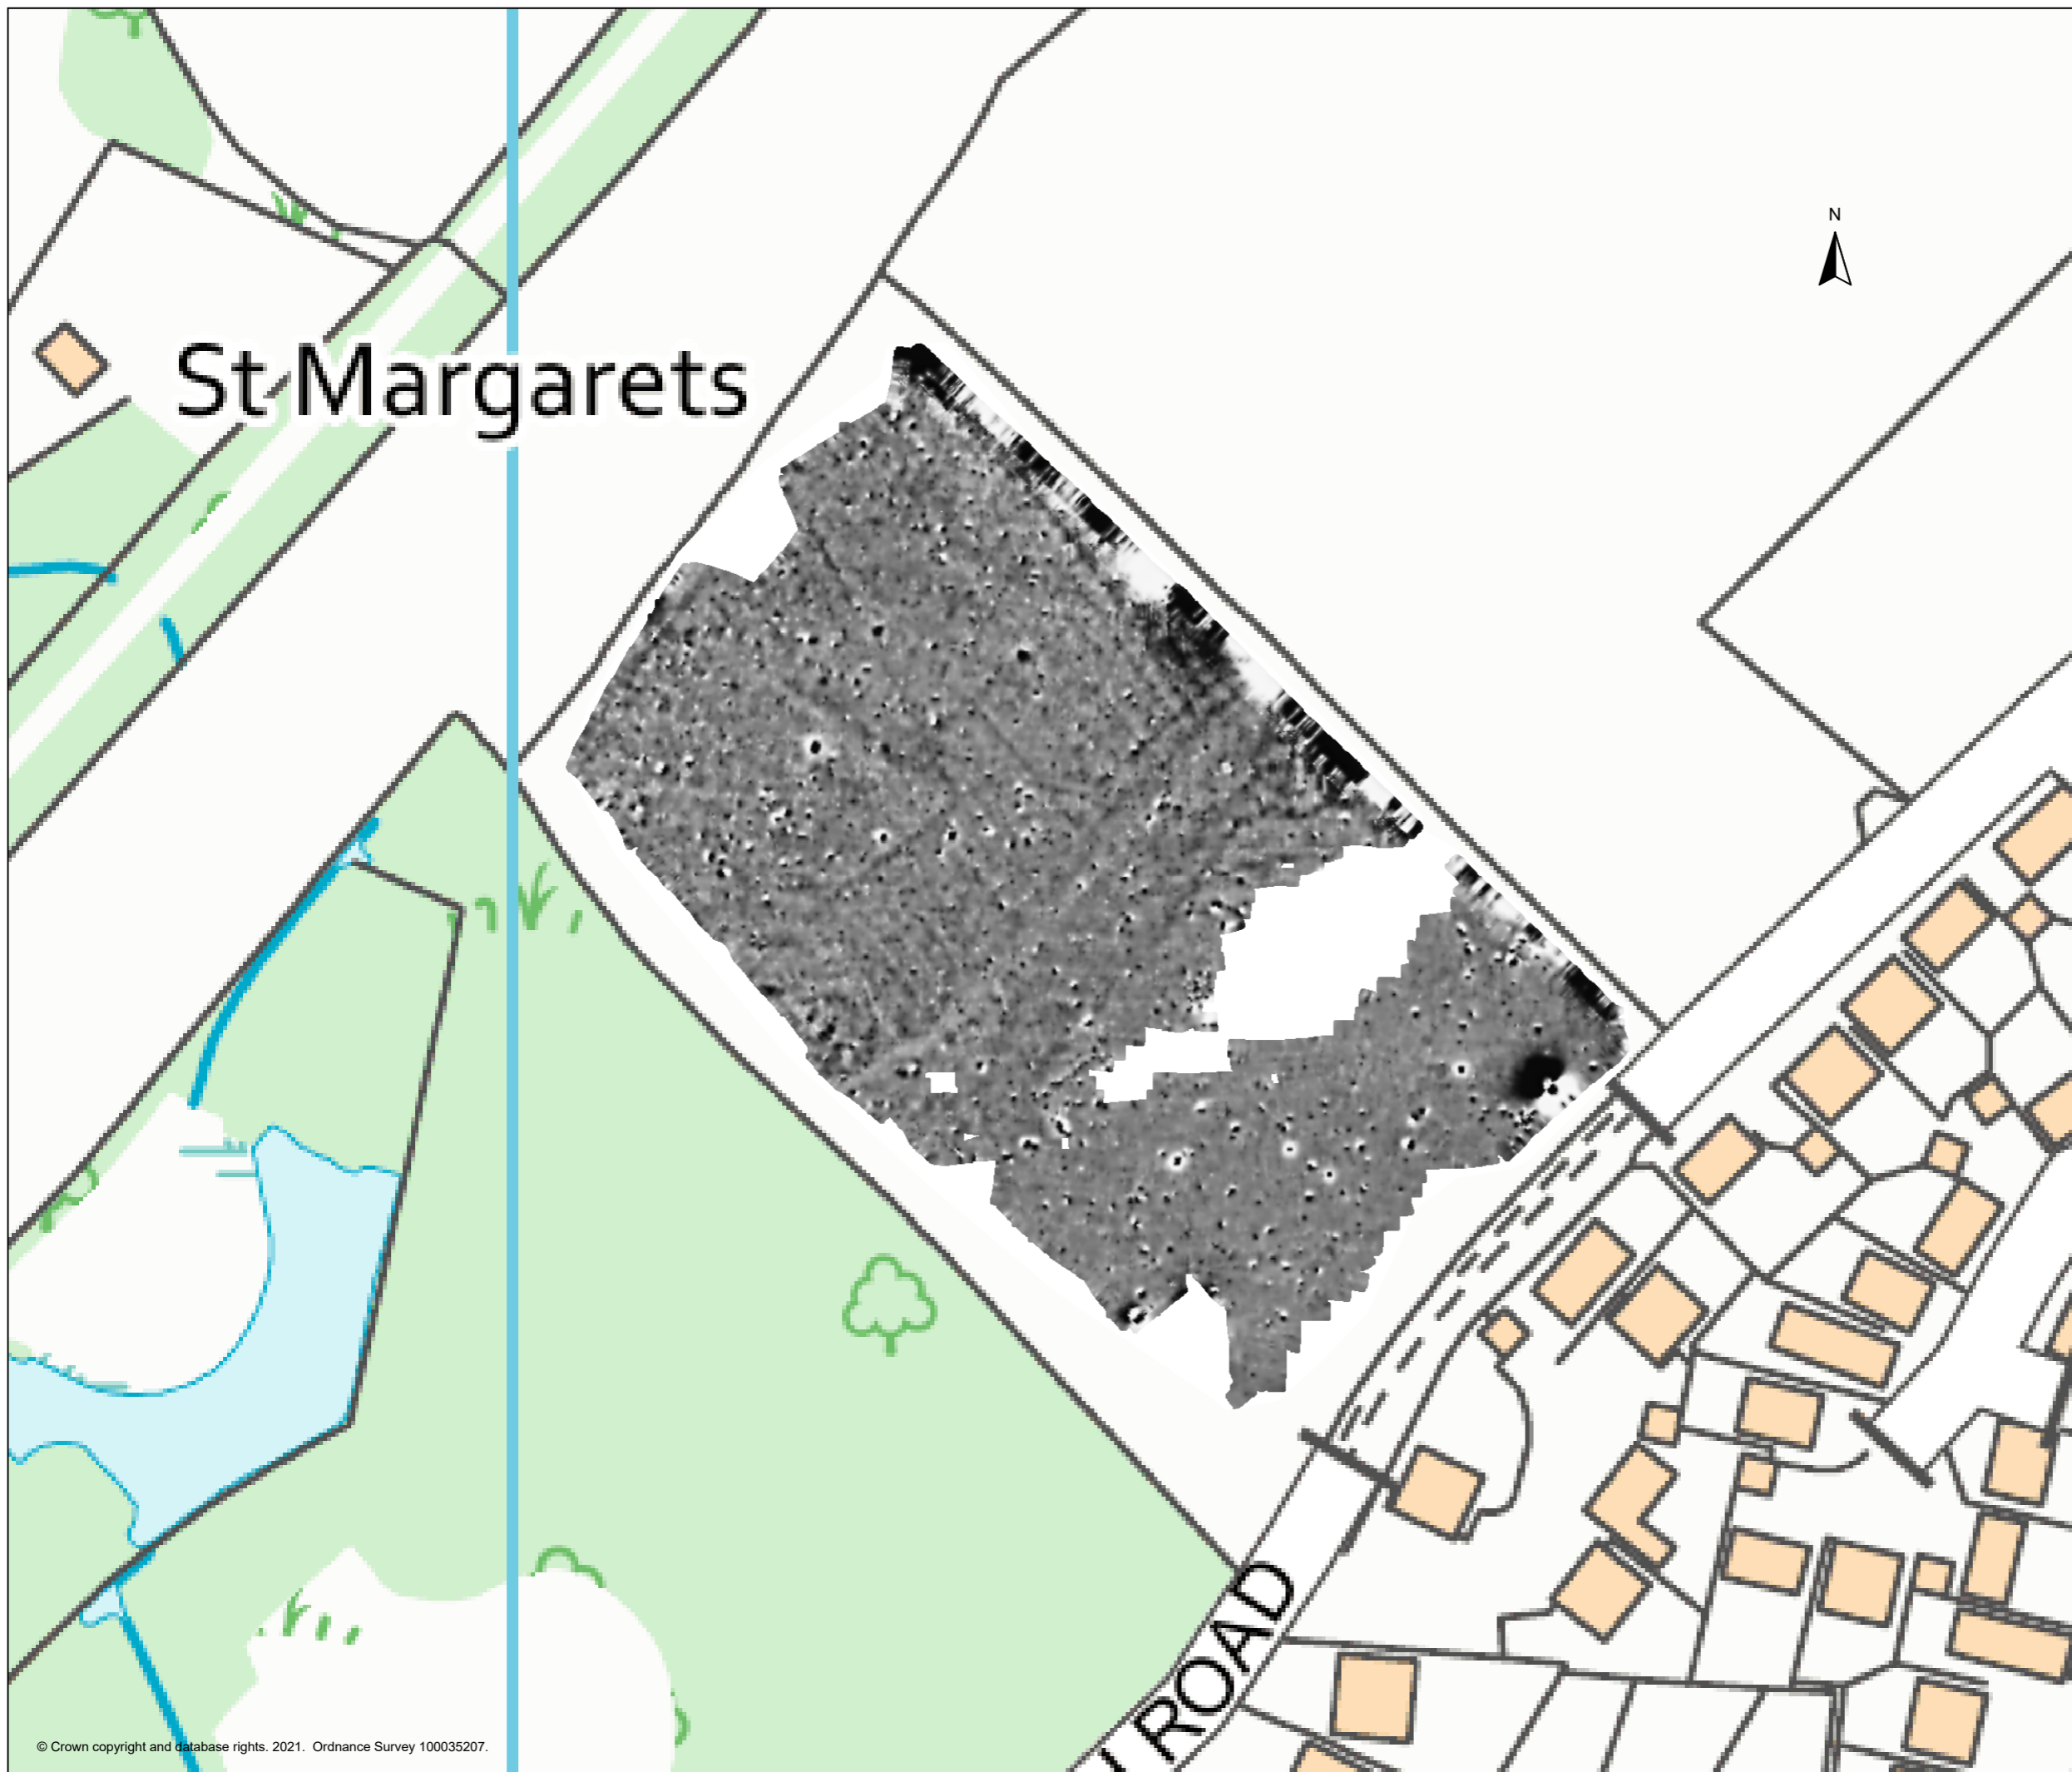 N
St Margarets
ROAD
© Crown copyright and database rights. 2021. Ordnance Survey 100035207.